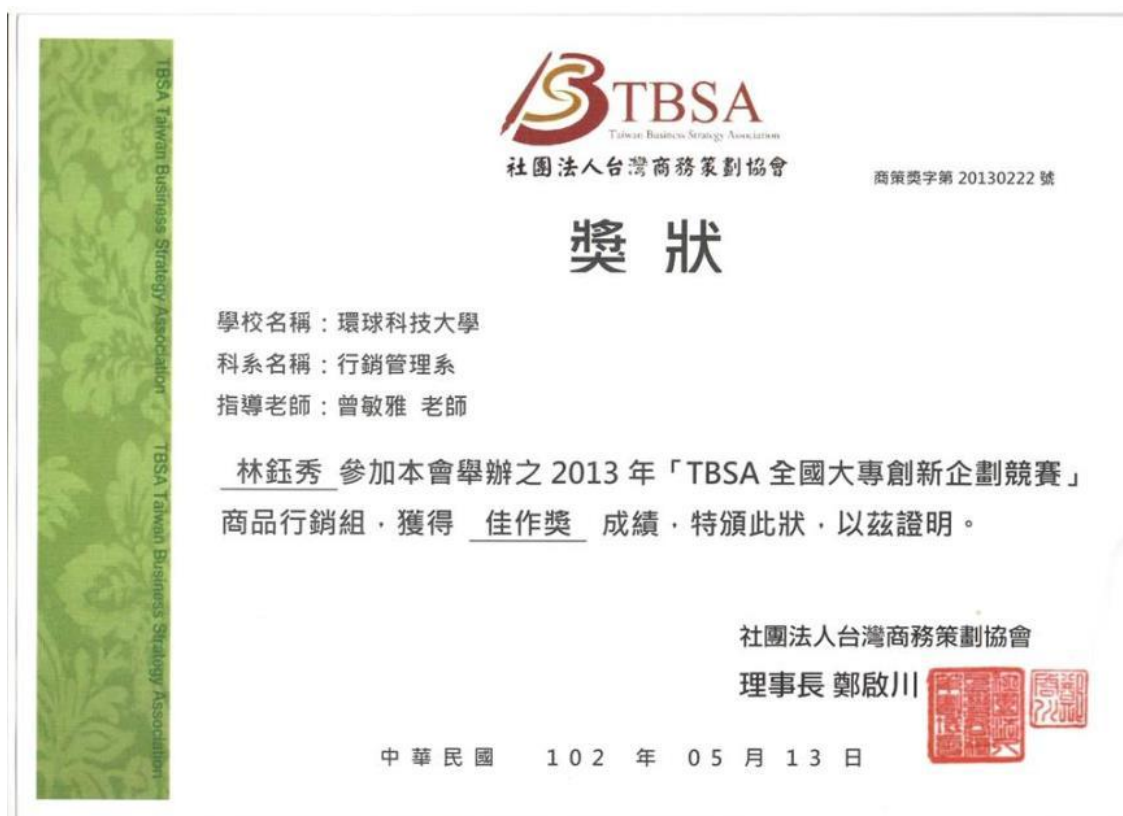 TBSA
Taiwan Business Strategy Association
社團法人台灣商務策劃協會
商策獎字第 20130222 號
獎 狀
學校名稱：環球科技大學
科系名稱：行銷管理系
指導老師：曾敏雅 老師
林鈺秀 參加本會舉辦之 2013 年「TBSA 全國大專創新企劃競賽」
商品行銷組，獲得 佳作獎 成績，特頒此狀，以茲證明。
社團法人台灣商務策劃協會
理事長 鄭啟川
中華民國 102 年 05 月 13 日
TBSA Taiwan Business Strategy Association
TBSA Taiwan Business Strategy Association